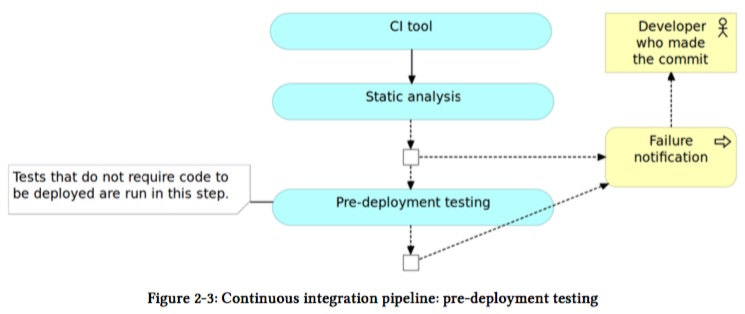 CI tool
Developer
who made
the commit
Static analysis
Failure
notification
Tests that do not require code to
be deployed are run in this step.
Pre-deployment testing
Figure 2-3: Continuous integration pipeline: pre-deployment testing